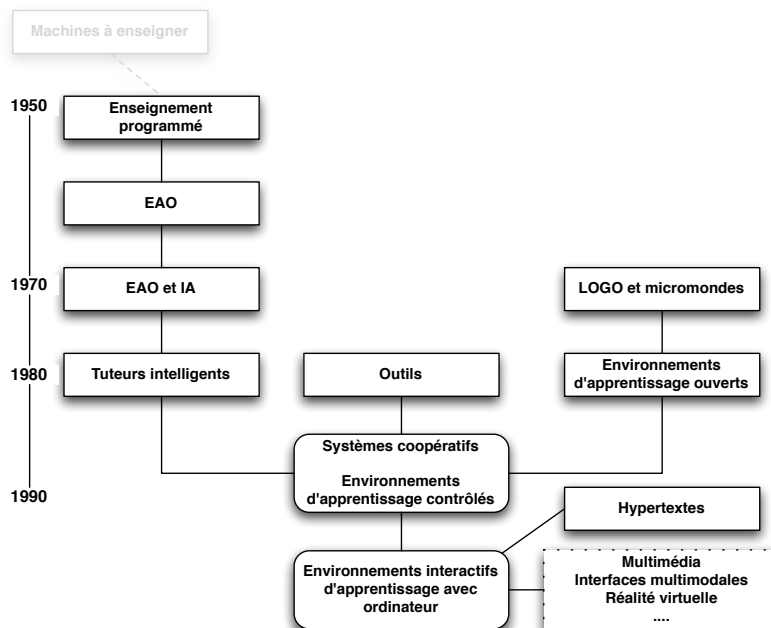 Machines à enseigner
1950
Enseignement
programmé
EAO
1970
EAO et IA
LOGO et micromondes
1980
Tuteurs intelligents
Outils
Environnements
d'apprentissage ouverts
Systèmes coopératifs
Environnements
d'apprentissage contrôlés
1990
Hypertextes
Environnements interactifs
d'apprentissage avec
ordinateur
Multimédia
Interfaces multimodales
Réalité virtuelle
....